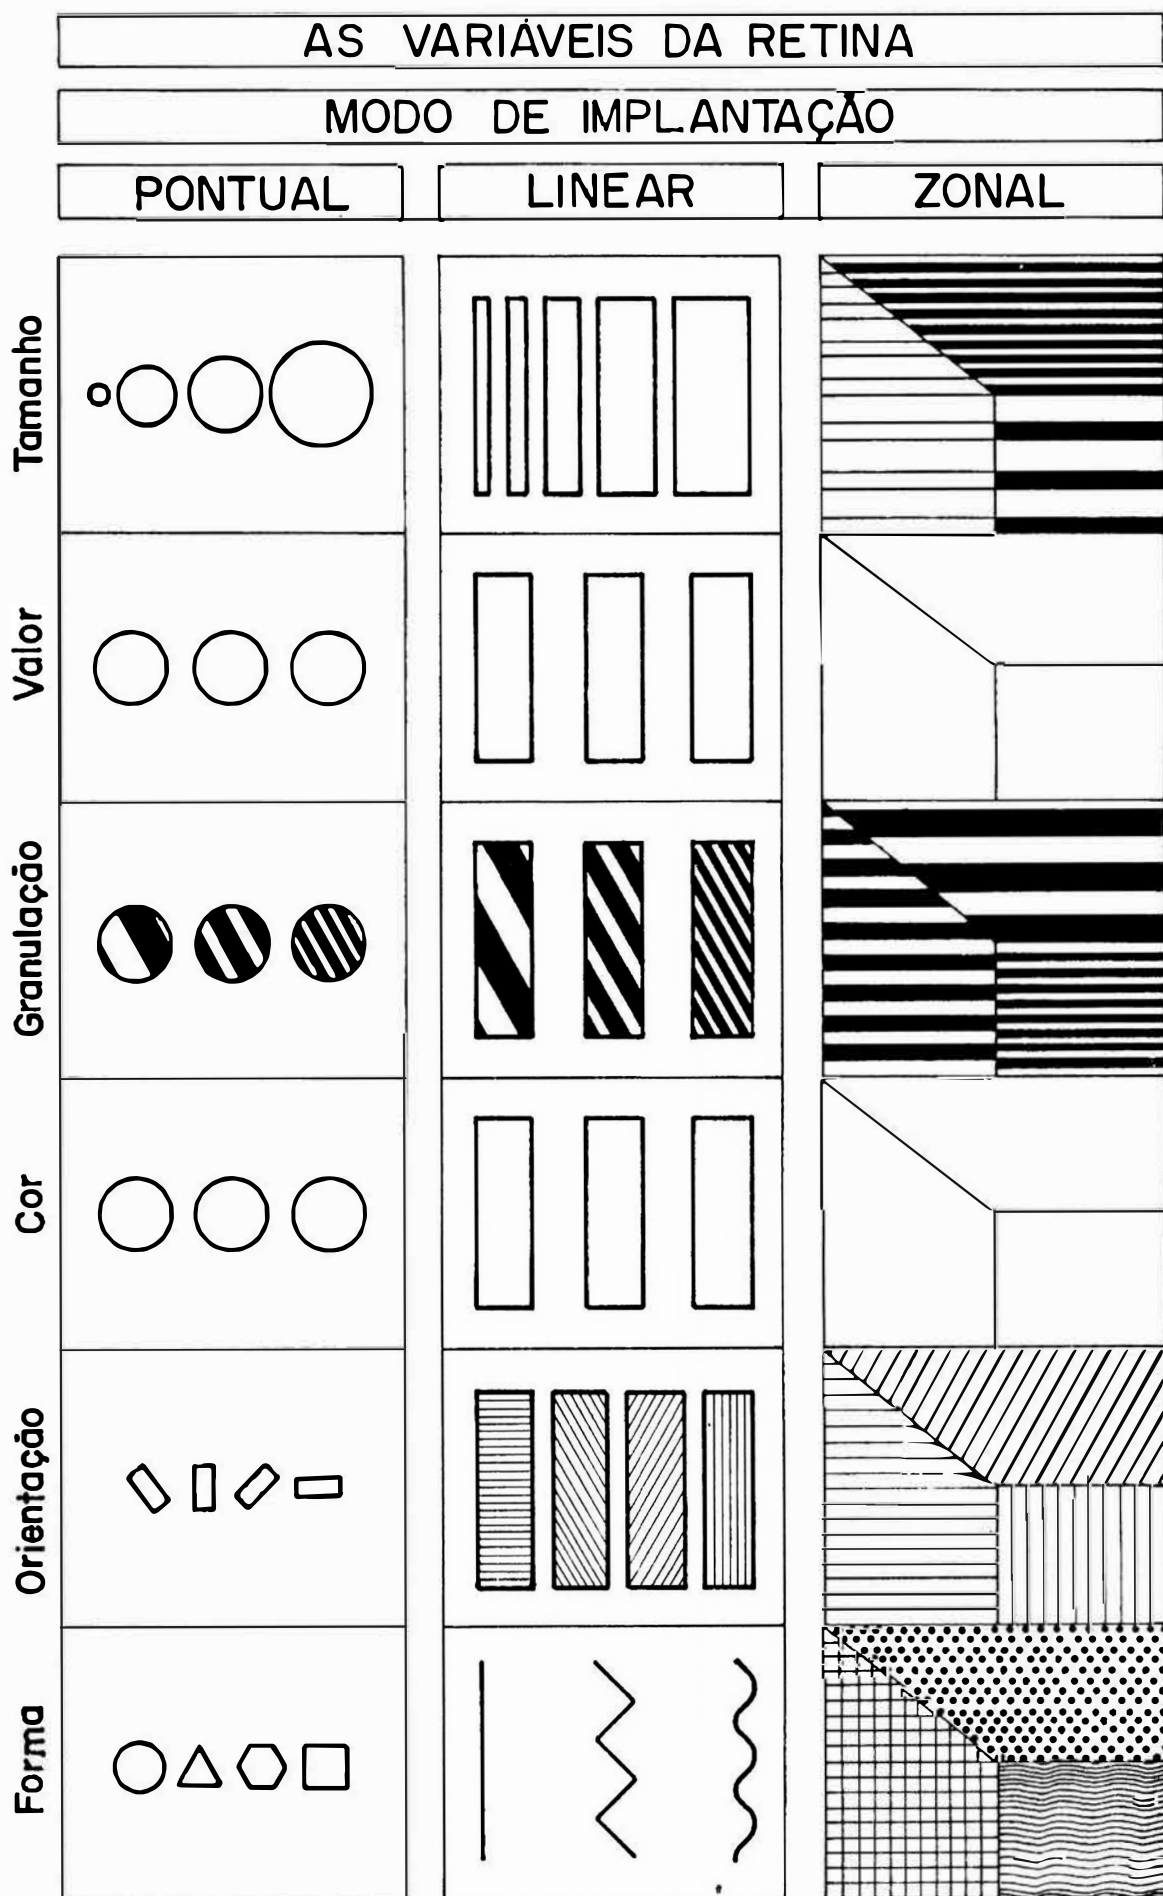 AS VARIÁVEIS DA RETINA
MODO DE IMPLANTAÇÃO
PONTUAL
LINEAR
ZONAL
Tamanho
Valor
Granulação
Cor
Orientação
Forma